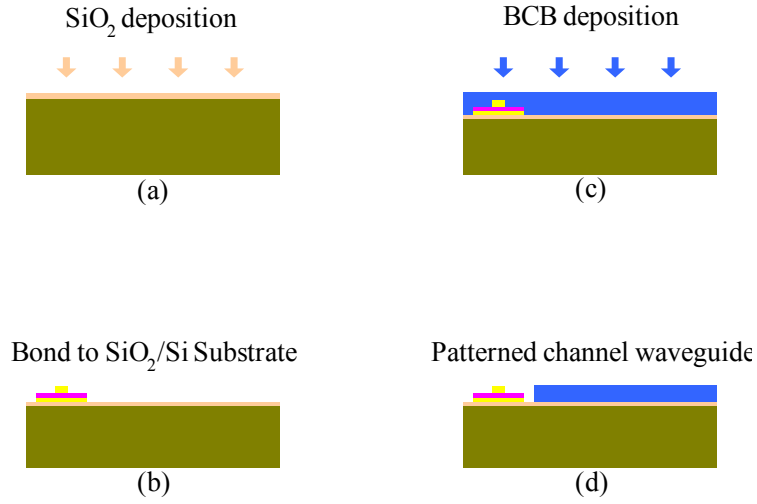 SiO₂ deposition
(a)
BCB deposition
(c)
Bond to SiO₂/Si Substrate
(b)
Patterned channel waveguide
(d)